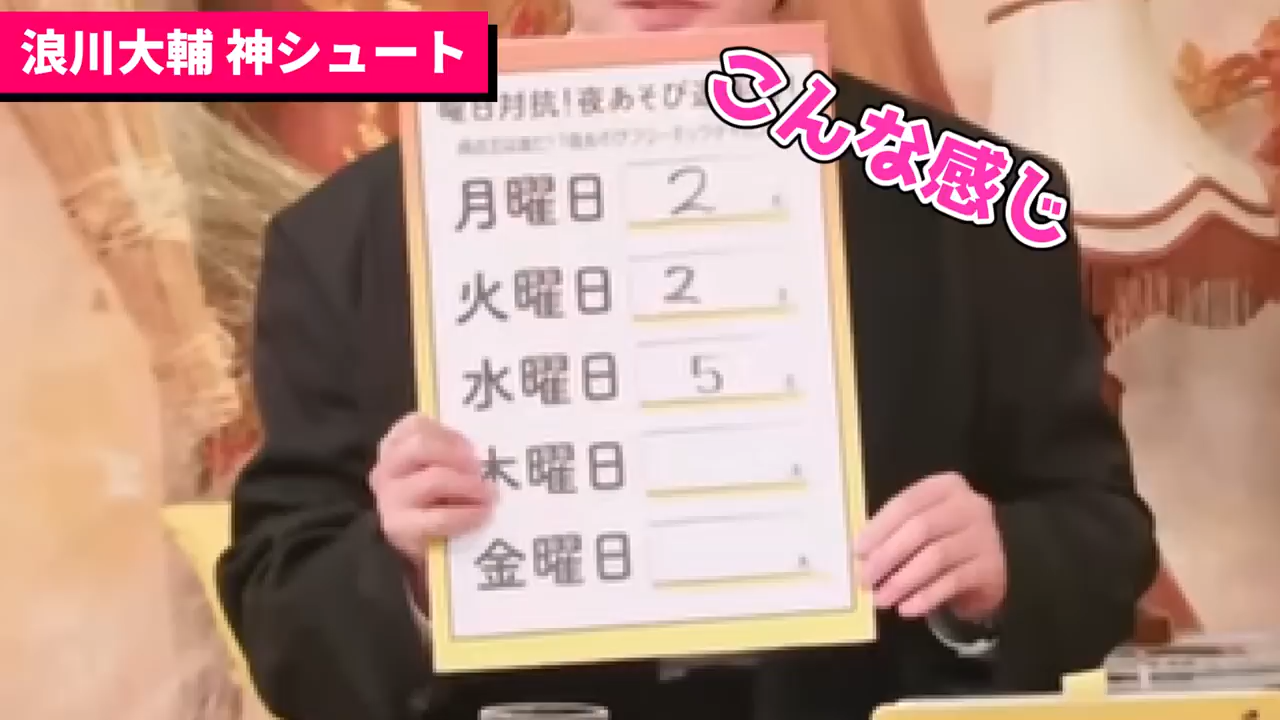 浪川大輔 神シュート
こんな感じ
曜日対抗!夜あそび
月曜日 2
火曜日 2
水曜日 5
木曜日
金曜日